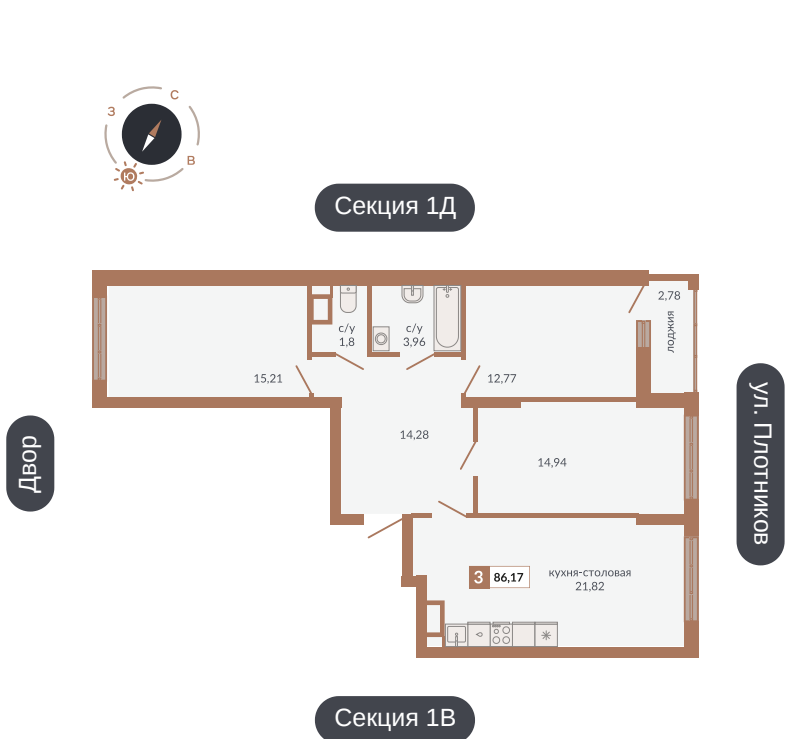 С
З
В
Ю
Секция 1Д
2,78
лоджия
с/у
1,8
с/у
3,96
15,21
12,77
14,28
14,94
Двор
ул. Плотников
3 86,17
кухня-столовая
21,82
Секция 1В